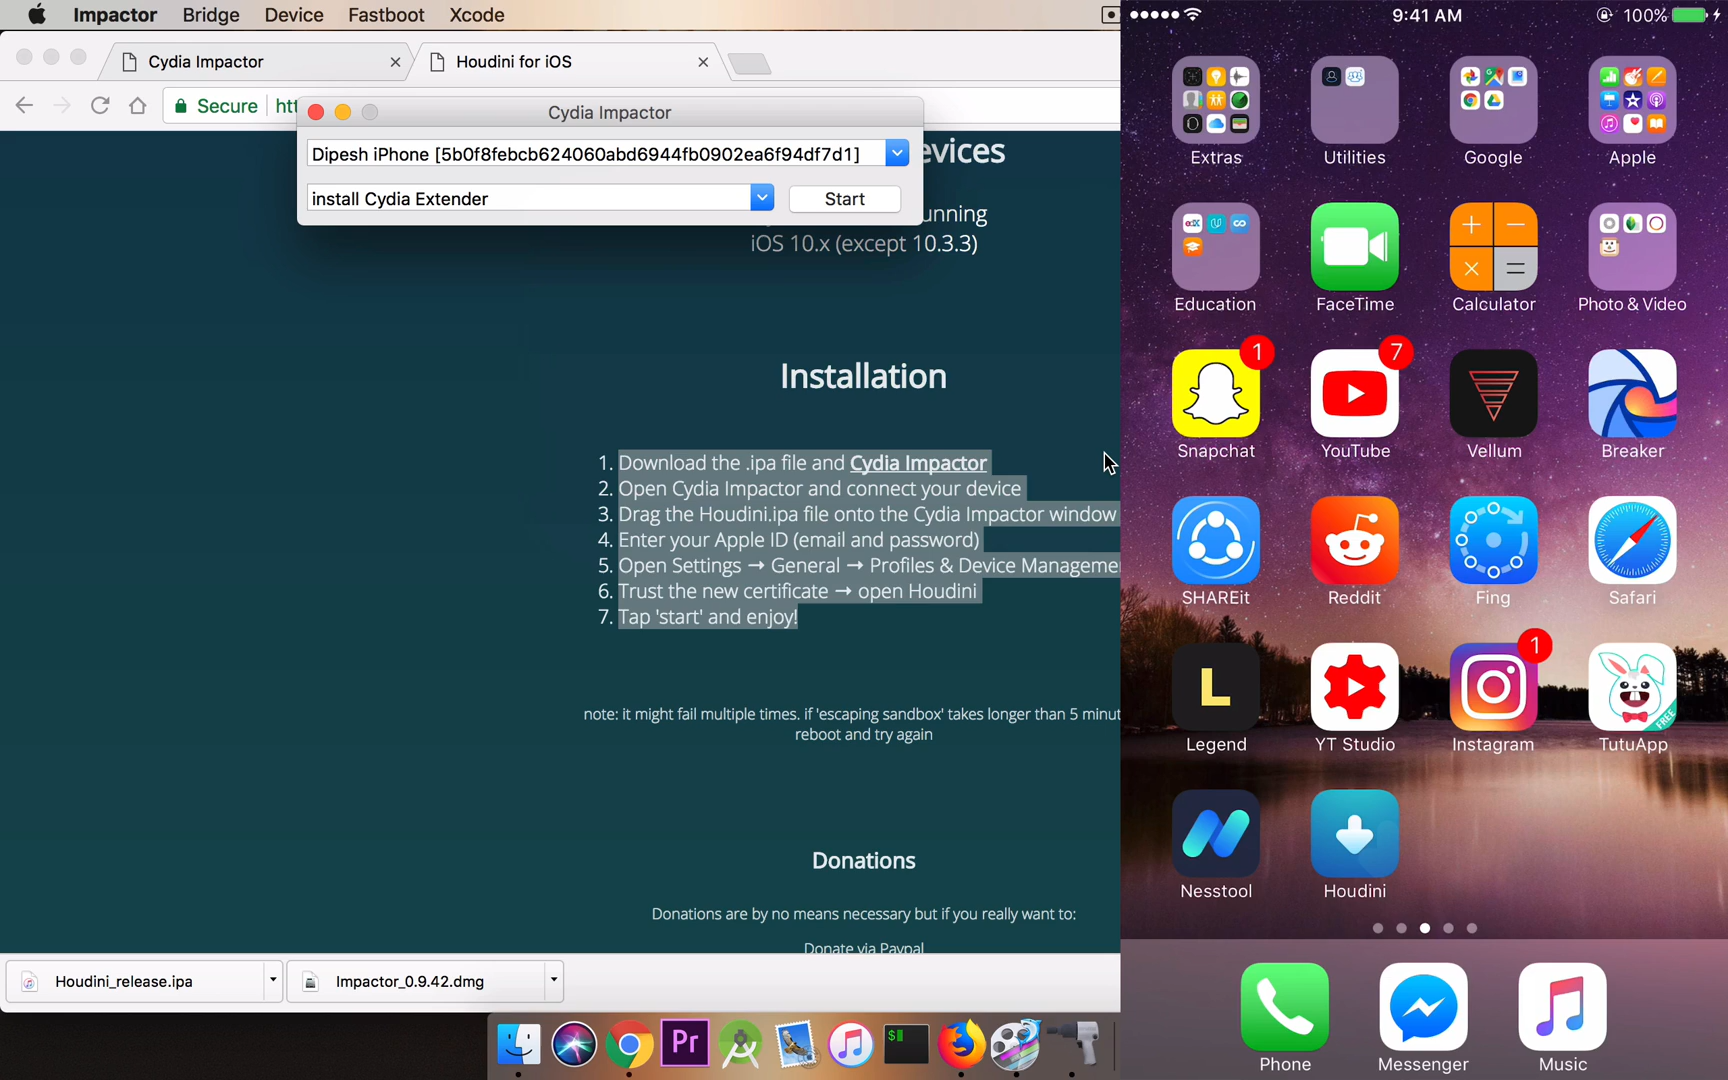 Impactor Bridge Device Fastboot Xcode
Cydia Impactor
Houdini for iOS
Secure htt
Cydia Impactor
Dipesh iPhone [5b0f8febcb624060abd6944fb0902ea6f94df7d1]
install Cydia Extender
Start
evices
unning
iOS 10.x (except 10.3.3)
Installation
1. Download the .ipa file and Cydia Impactor
2. Open Cydia Impactor and connect your device
3. Drag the Houdini.ipa file onto the Cydia Impactor window
4. Enter your Apple ID (email and password)
5. Open Settings → General → Profiles & Device Manageme
6. Trust the new certificate → open Houdini
7. Tap 'start' and enjoy!
note: it might fail multiple times. if 'escaping sandbox' takes longer than 5 minut
reboot and try again
Donations
Donations are by no means necessary but if you really want to:
Donate via Paypal
Houdini_release.ipa
Impactor_0.9.42.dmg
Pr
$
9:41 AM
100%
Extras Utilities Google Apple
edX
Education FaceTime Calculator Photo & Video
1
7
Snapchat YouTube Vellum Breaker
SHAREit Reddit Fing Safari
L
1
FREE
Legend YT Studio Instagram TutuApp
Nesstool Houdini
Phone Messenger Music